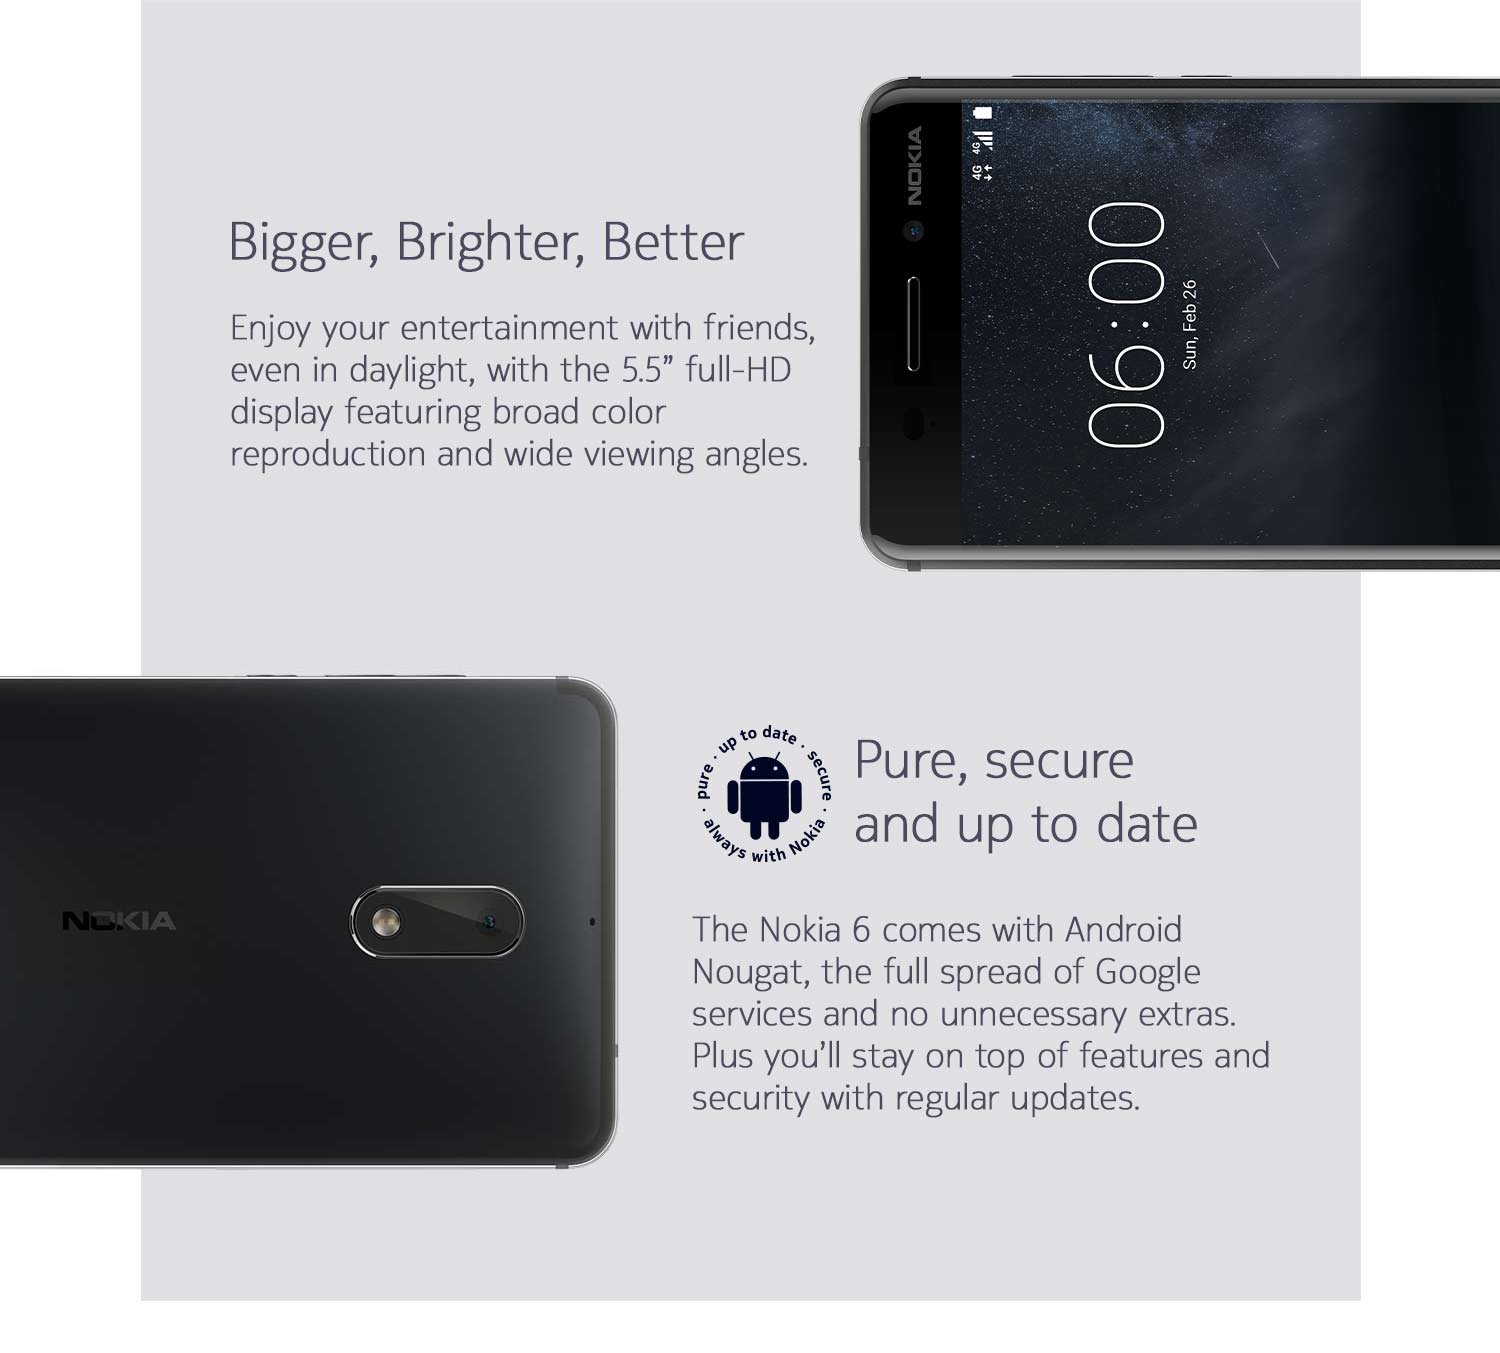 NOKIA
4G 4G
06:00
Sun, Feb 26
Bigger, Brighter, Better
Enjoy your entertainment with friends,
even in daylight, with the 5.5” full-HD
display featuring broad color
reproduction and wide viewing angles.
NOKIA
pure · up to date · secure ·
always with Nokia ·
Pure, secure
and up to date
The Nokia 6 comes with Android
Nougat, the full spread of Google
services and no unnecessary extras.
Plus you’ll stay on top of features and
security with regular updates.